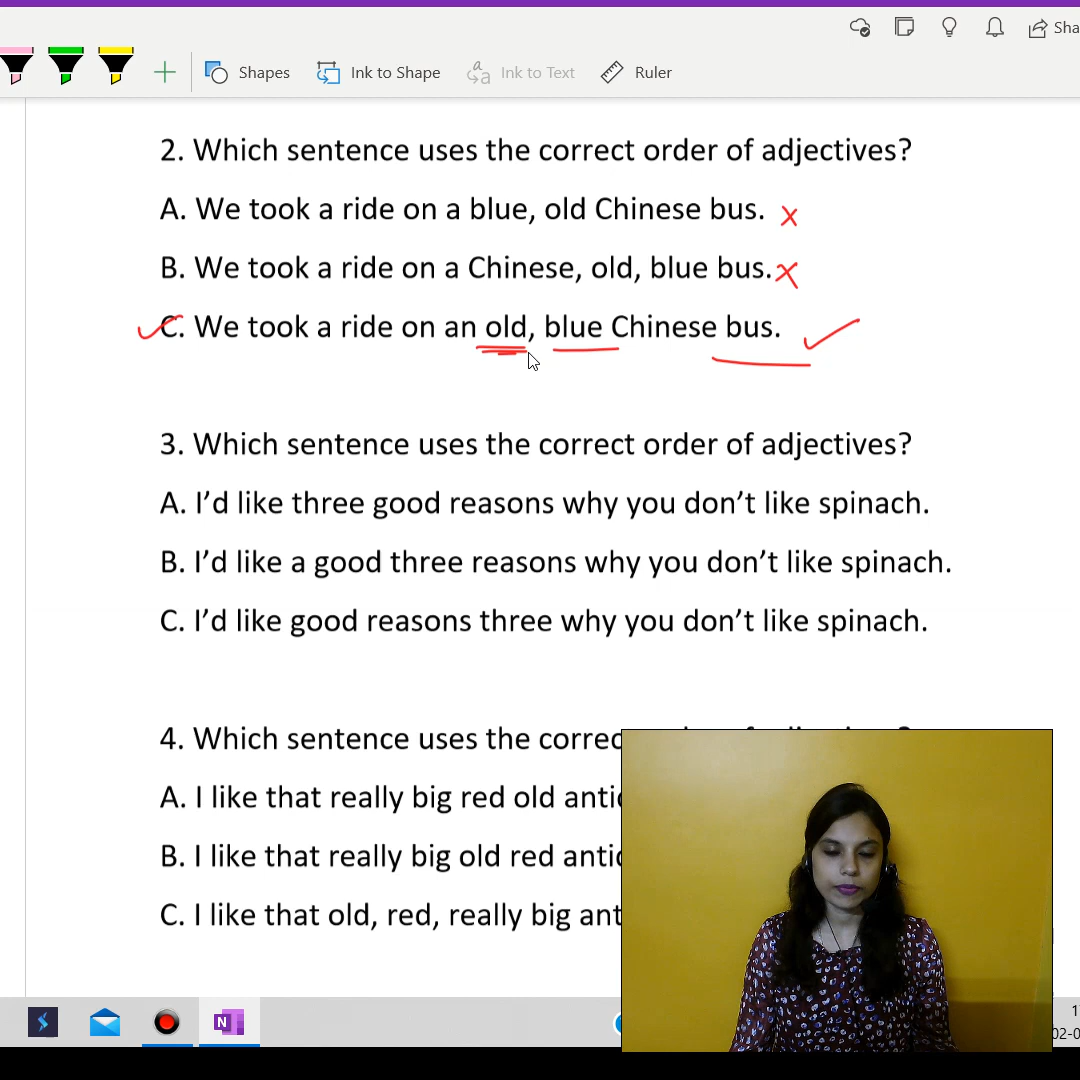 Sha
Shapes
Ink to Shape
Ink to Text
Ruler
2. Which sentence uses the correct order of adjectives?
A. We took a ride on a blue, old Chinese bus. x
B. We took a ride on a Chinese, old, blue bus. x
C. We took a ride on an old, blue Chinese bus.
3. Which sentence uses the correct order of adjectives?
A. I’d like three good reasons why you don’t like spinach.
B. I’d like a good three reasons why you don’t like spinach.
C. I’d like good reasons three why you don’t like spinach.
4. Which sentence uses the correc
A. I like that really big red old antic
B. I like that really big old red antic
C. I like that old, red, really big ant
N
1
02-0